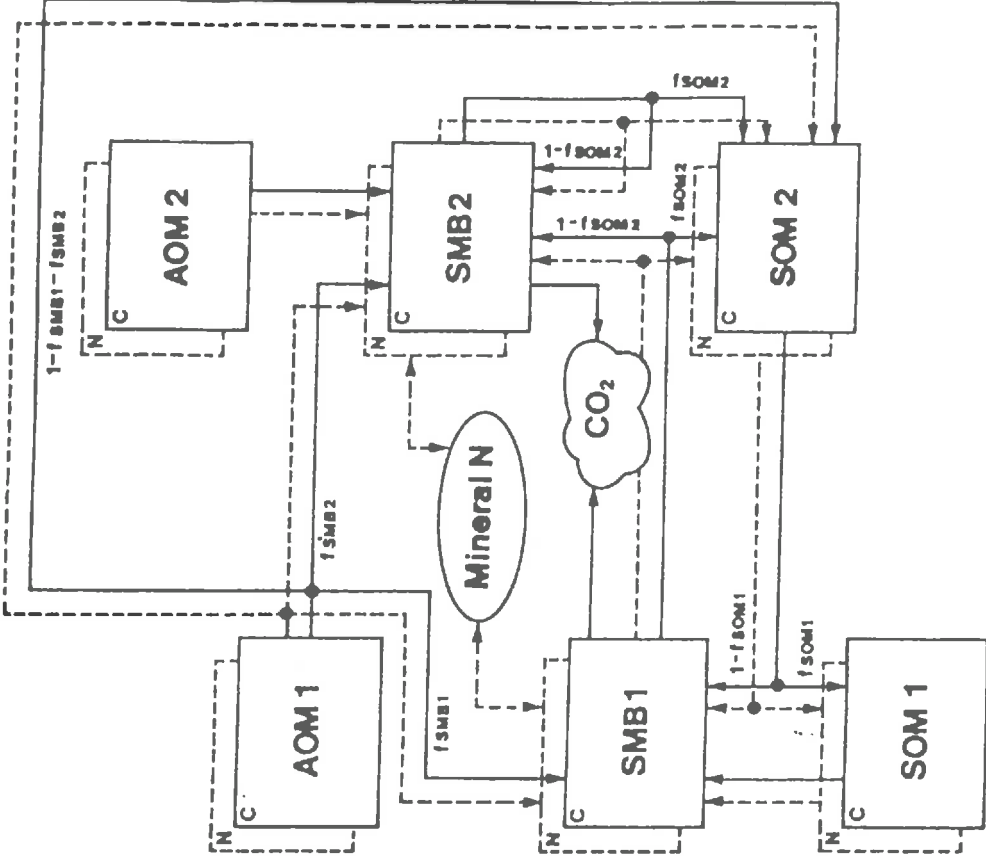 1-fSMB1-fSMB2
AOM 1
C
N
AOM 2
C
N
fSMB1
fSMB2
Mineral N
SMB1
C
N
SMB2
C
N
CO₂
1-fSOM2
fSOM2
1-fSOM2
fSOM2
1-fSOM1
fSOM1
SOM 1
C
N
SOM 2
C
N